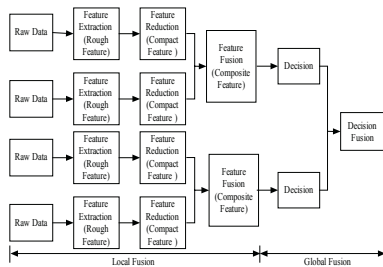 Raw Data
Feature
Extraction
(Rough
Feature)
Feature
Reduction
(Compact
Feature )
Raw Data
Feature
Extraction
(Rough
Feature)
Feature
Reduction
(Compact
Feature )
Feature
Fusion
(Composite
Feature)
Decision
Raw Data
Feature
Extraction
(Rough
Feature)
Feature
Reduction
(Compact
Feature )
Raw Data
Feature
Extraction
(Rough
Feature)
Feature
Reduction
(Compact
Feature )
Feature
Fusion
(Composite
Feature)
Decision
Decision
Fusion
Local Fusion
Global Fusion